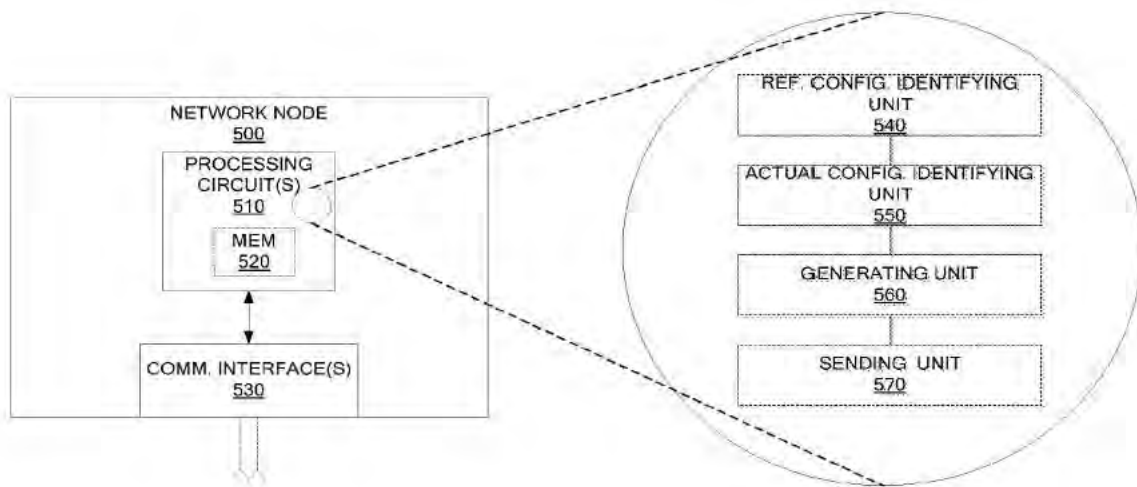 NETWORK NODE
500
PROCESSING
CIRCUIT(S)
510
MEM
520
COMM. INTERFACE(S)
530
REF. CONFIG. IDENTIFYING
UNIT
540
ACTUAL CONFIG. IDENTIFYING
UNIT
550
GENERATING UNIT
560
SENDING UNIT
570